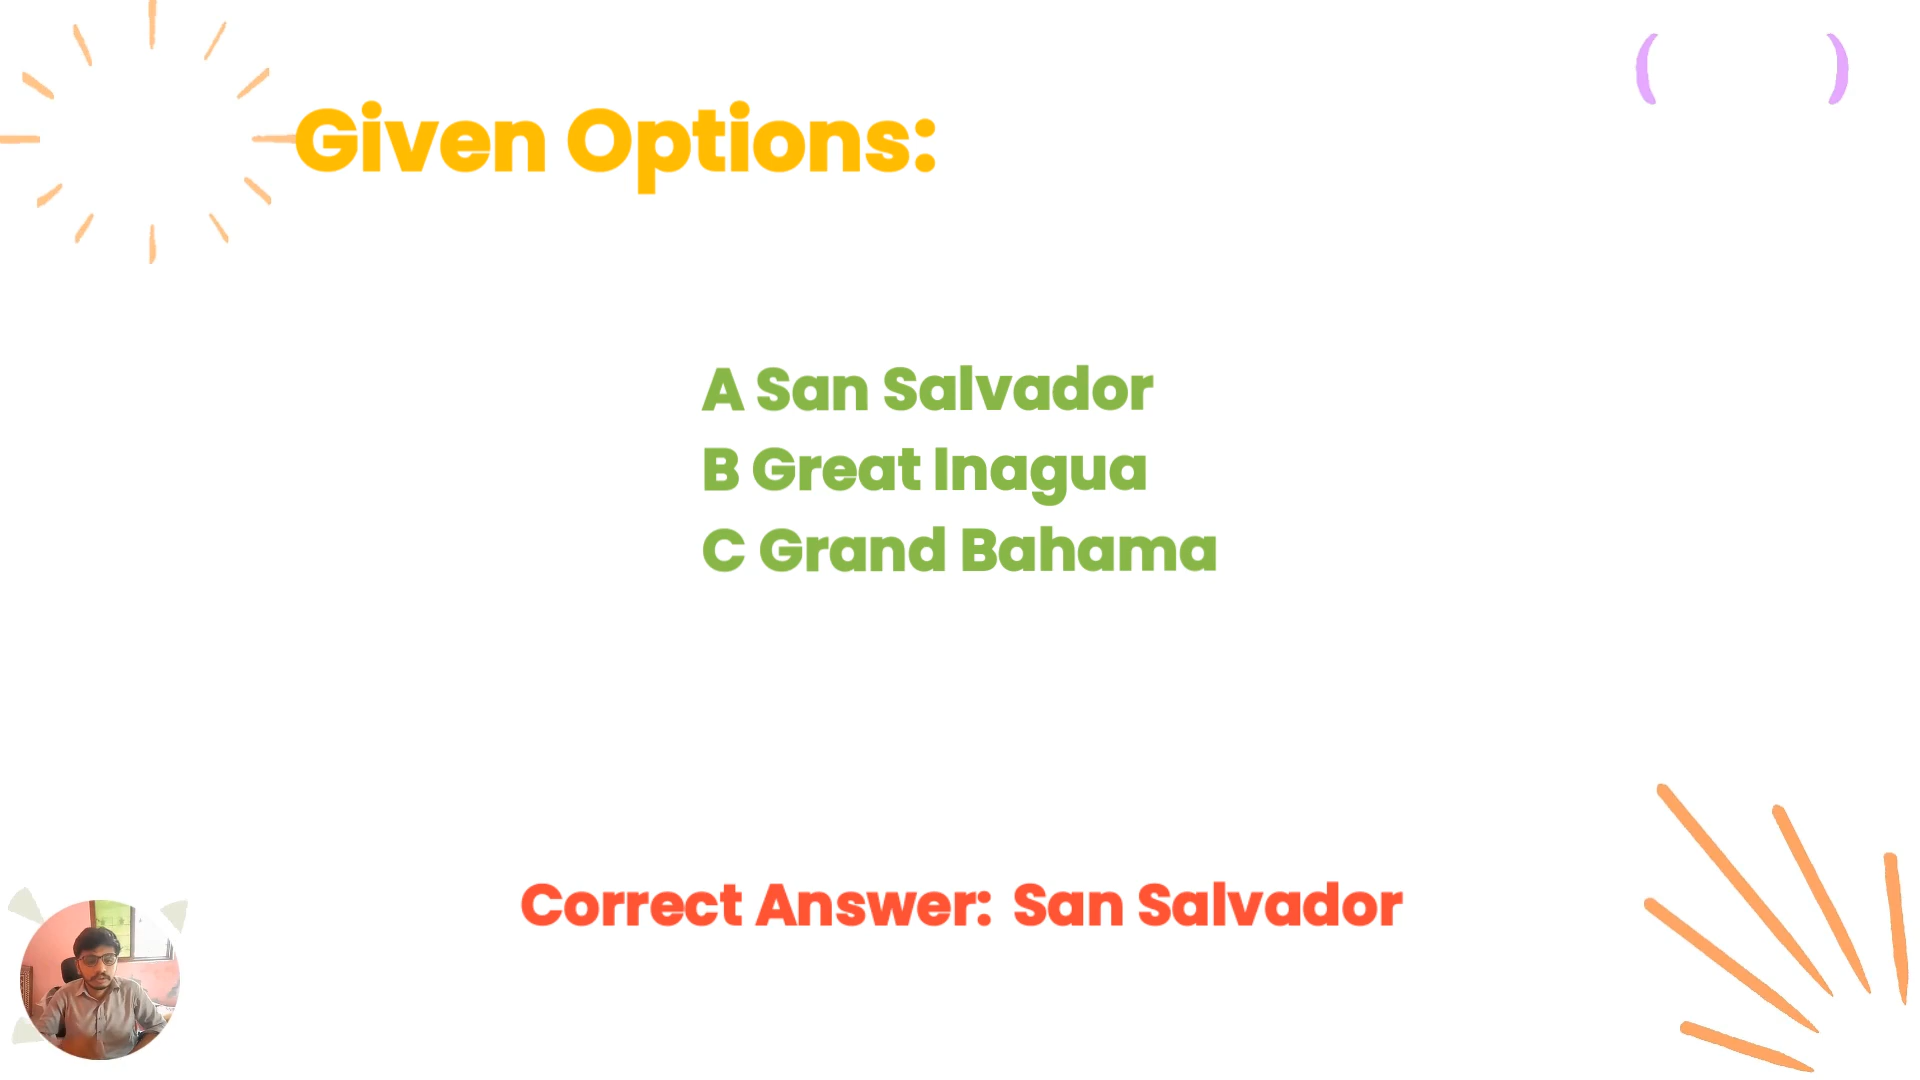 Given Options:
A San Salvador
B Great Inagua
C Grand Bahama
Correct Answer: San Salvador